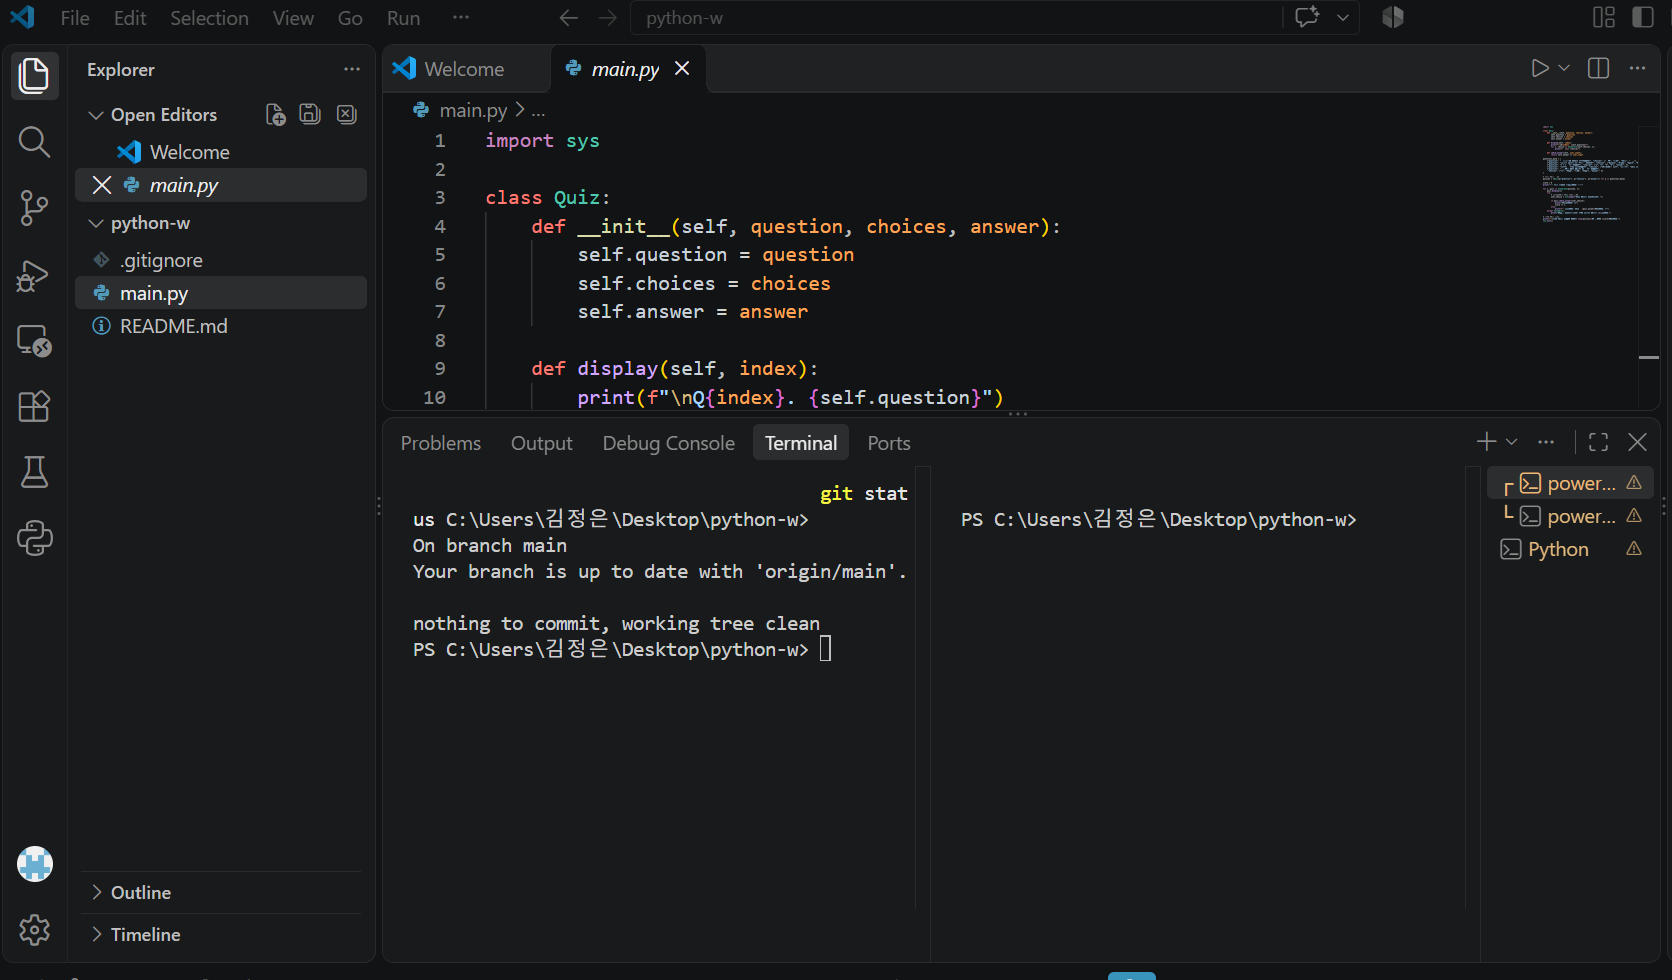 File Edit Selection View Go Run ... python-w
Explorer ...
Open Editors
Welcome
main.py
python-w
.gitignore
main.py
README.md
Outline
Timeline
Welcome main.py
main.py > ...
1 import sys
2
3 class Quiz:
4 def __init__(self, question, choices, answer):
5 self.question = question
6 self.choices = choices
7 self.answer = answer
8
9 def display(self, index):
10 print(f"\nQ{index}. {self.question}")
Problems Output Debug Console Terminal Ports
git stat
us C:\Users\김정은\Desktop\python-w>
On branch main
Your branch is up to date with 'origin/main'.
nothing to commit, working tree clean
PS C:\Users\김정은\Desktop\python-w>
PS C:\Users\김정은\Desktop\python-w>
power...
power...
Python